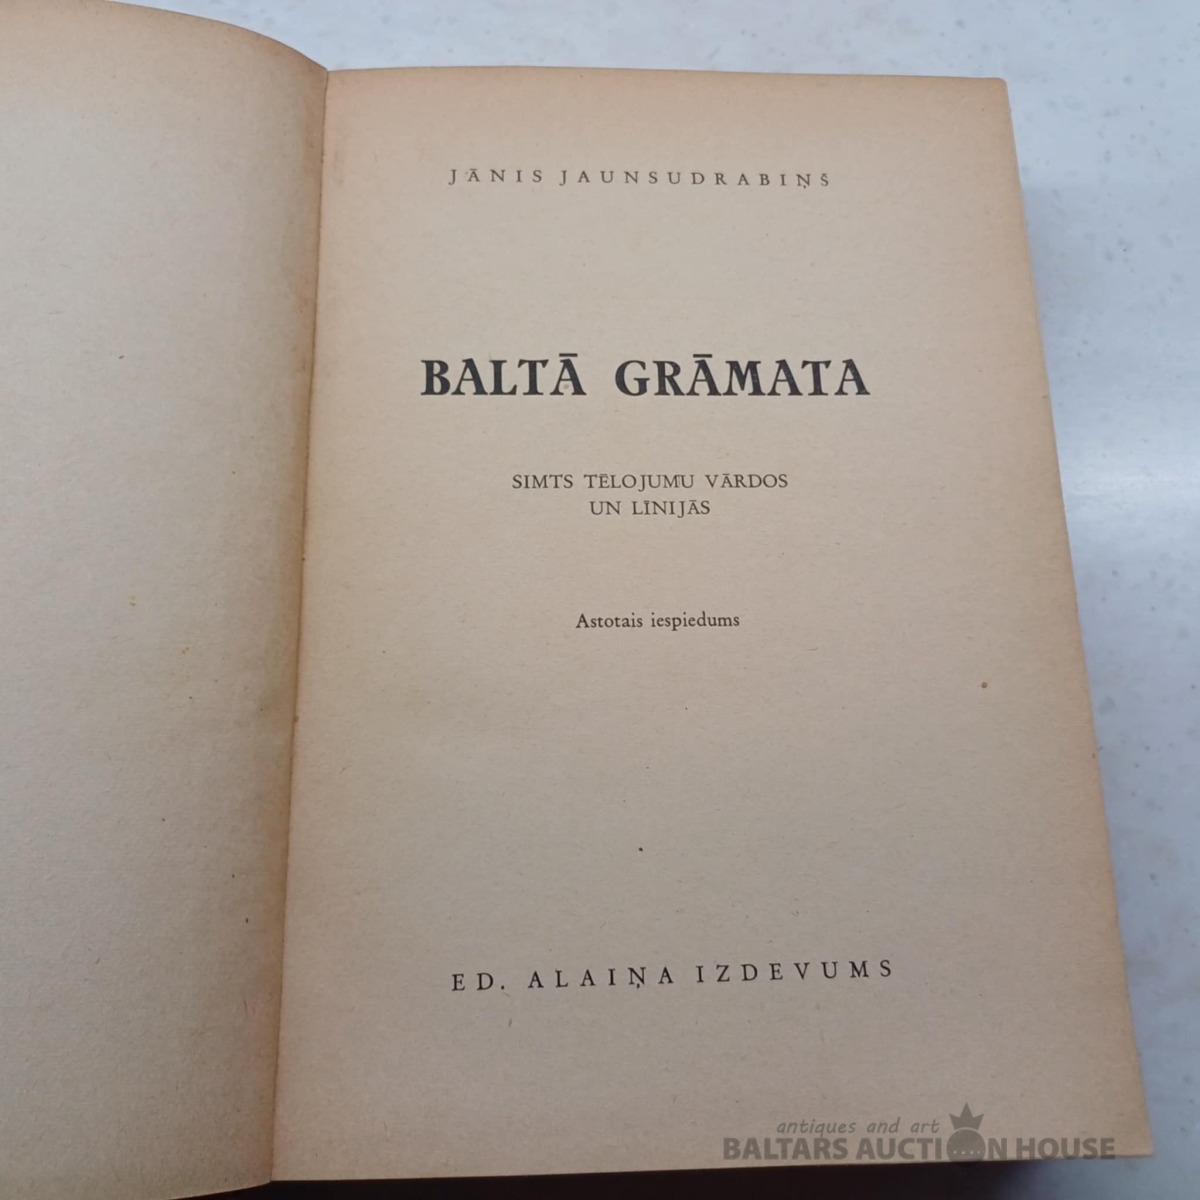 JĀNIS JAUNSUDRABIŅŠ
BALTĀ GRĀMATA
SIMTS TĒLOJUMU VĀRDOS
UN LĪNIJĀS
Astotais iespiedums
ED. ALAIŅA IZDEVUMS
antiques and art
BALTARS AUCTION HOUSE